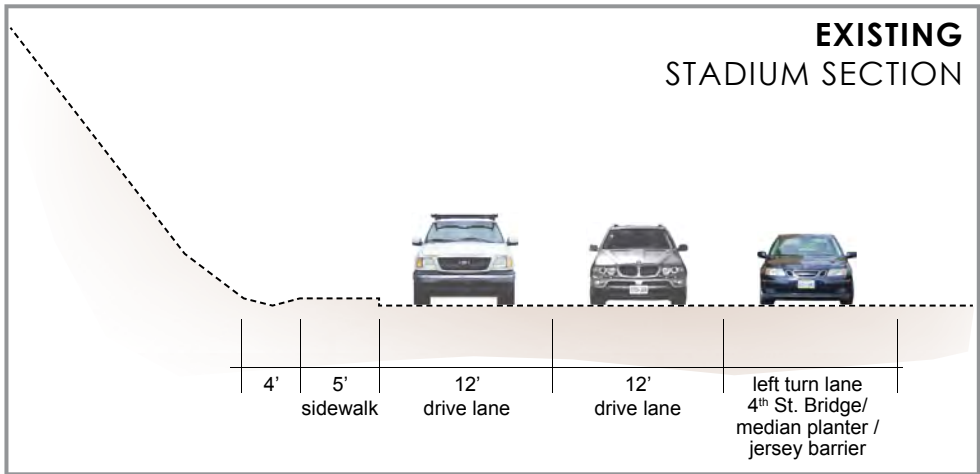 EXISTING
STADIUM SECTION
4’
5’
sidewalk
12’
drive lane
12’
drive lane
left turn lane
4th St. Bridge/
median planter /
jersey barrier